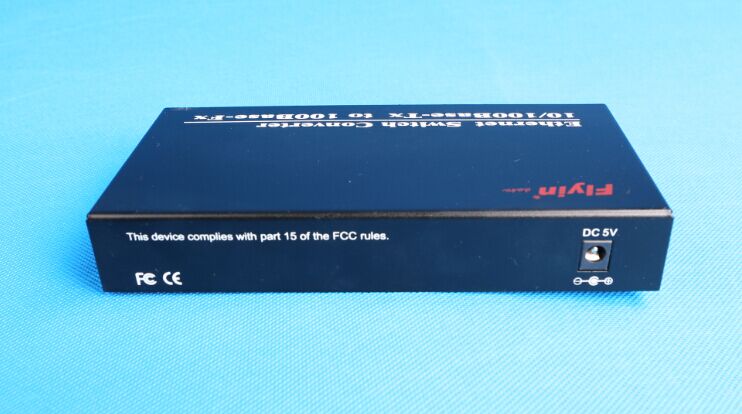 10/100Base-Tx to 100Base-Fx
Ethernet Switch Converter
Flyin® data
This device complies with part 15 of the FCC rules.
DC 5V
FC CE